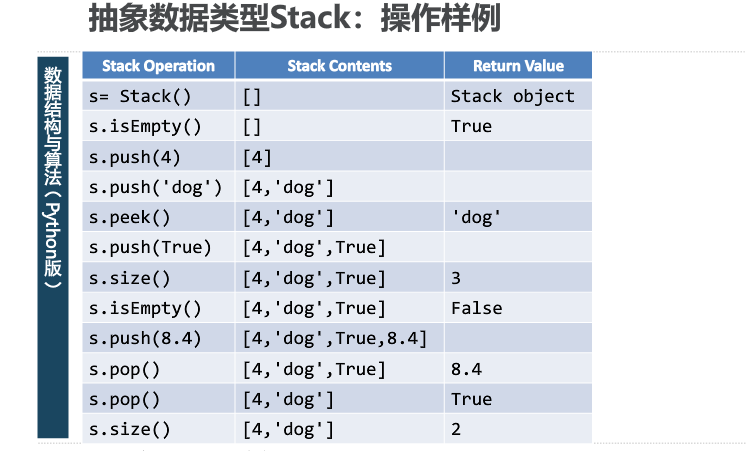 抽象数据类型Stack：操作样例
数据结构与算法（Python版）
Stack Operation Stack Contents Return Value
s= Stack() [] Stack object
s.isEmpty() [] True
s.push(4) [4]
s.push('dog') [4,'dog']
s.peek() [4,'dog'] 'dog'
s.push(True) [4,'dog',True]
s.size() [4,'dog',True] 3
s.isEmpty() [4,'dog',True] False
s.push(8.4) [4,'dog',True,8.4]
s.pop() [4,'dog',True] 8.4
s.pop() [4,'dog'] True
s.size() [4,'dog'] 2